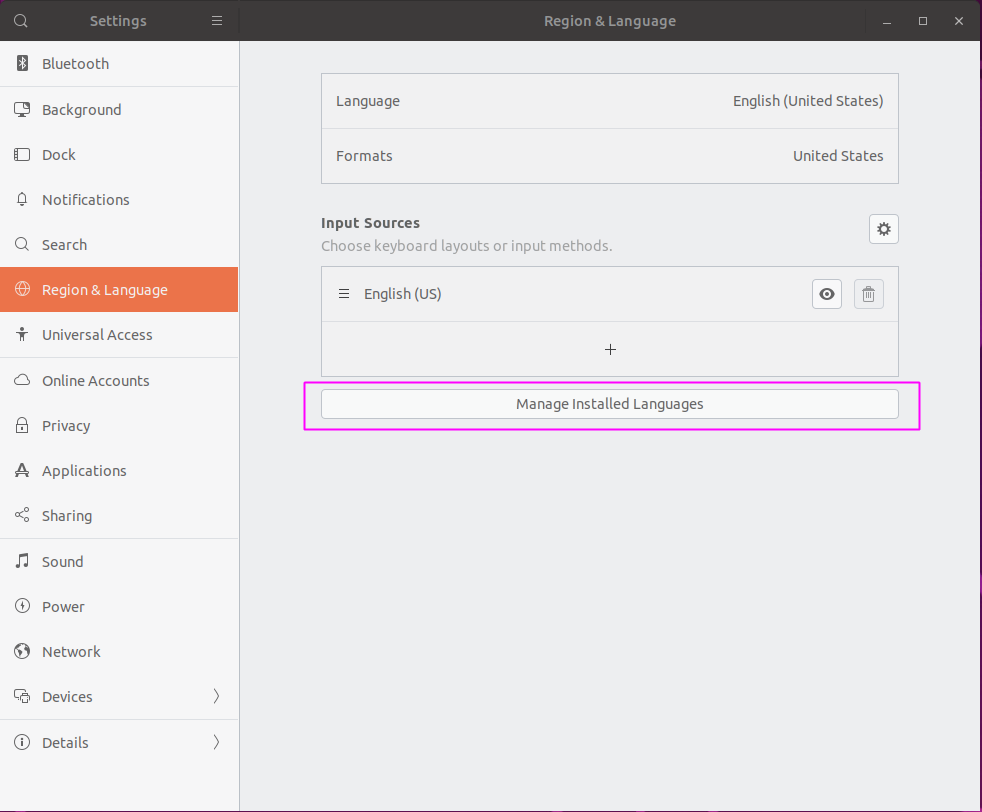 Settings
Region & Language
Bluetooth
Background
Dock
Notifications
Search
Region & Language
Universal Access
Online Accounts
Privacy
Applications
Sharing
Sound
Power
Network
Devices
Details
Language English (United States)
Formats United States
Input Sources
Choose keyboard layouts or input methods.
English (US)
Manage Installed Languages